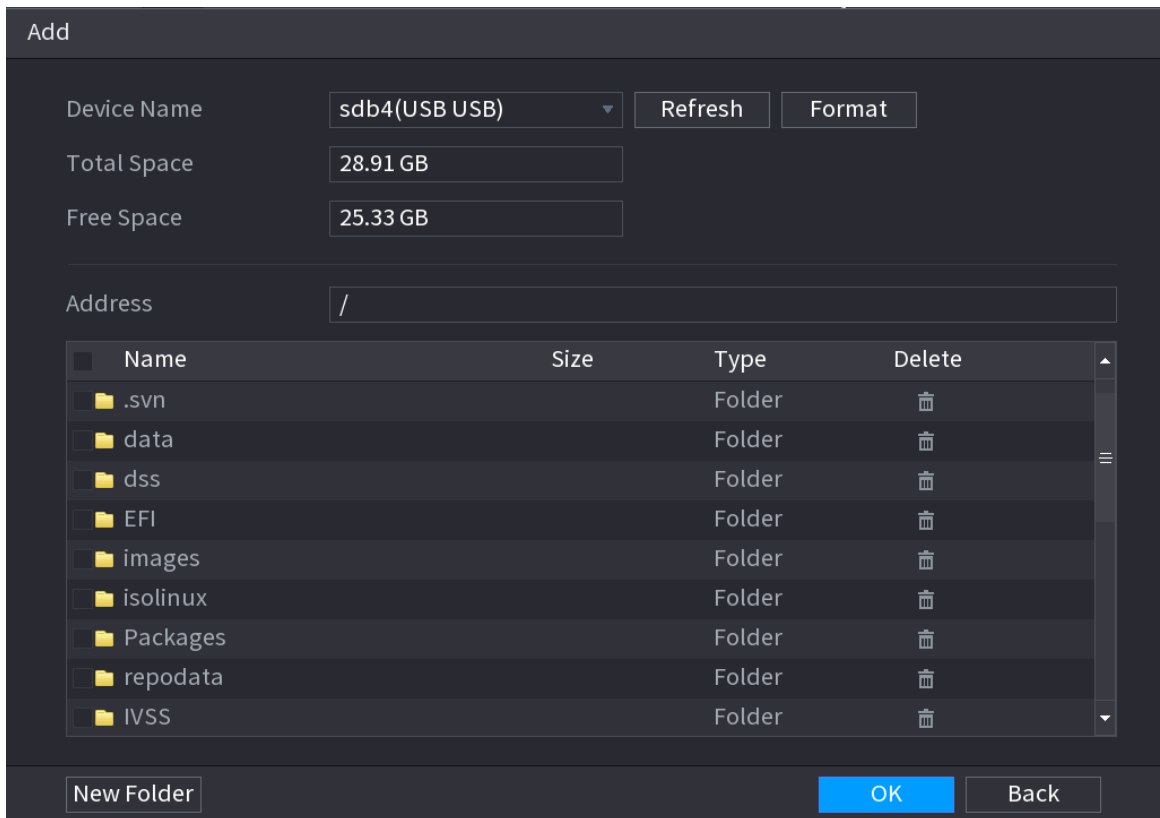 Add
Device Name sdb4(USB USB) Refresh Format
Total Space 28.91 GB
Free Space 25.33 GB
Address /
Name Size Type Delete
.svn Folder
data Folder
dss Folder
EFI Folder
images Folder
isolinux Folder
Packages Folder
repodata Folder
IVSS Folder
New Folder OK Back